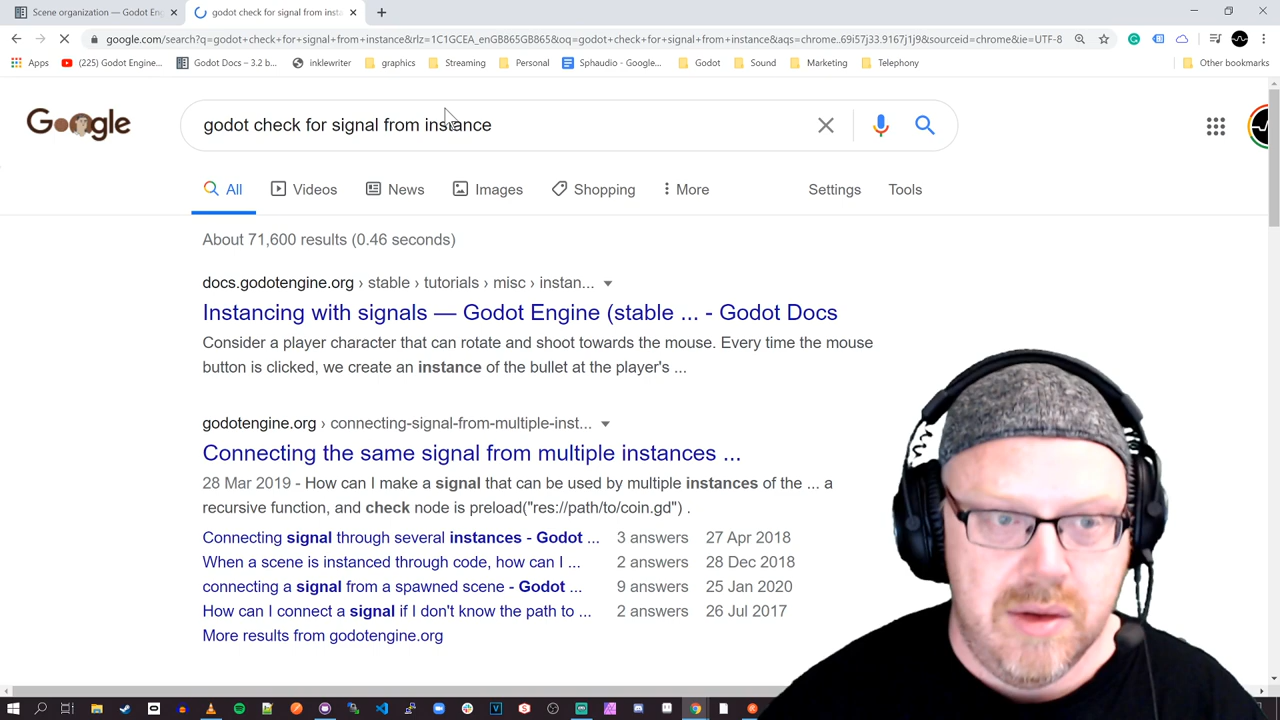 Scene organization — Godot En
godot check for signal from insta
google.com/search?q=godot+check+for+signal+from+instance&rlz=1C1GCEA_enGB865GB865&oq=godot+check+for+signal+from+instance&aqs=chrome..69i57j33.9167j1j9&sourceid=chrome&ie=UTF-8
Apps
(225) Godot Engine...
Godot Docs – 3.2 b...
inklewriter
graphics
Streaming
Personal
Sphaudio - Google...
Godot
Sound
Marketing
Telephony
Other bookmarks
Google
godot check for signal from instance
All
Videos
News
Images
Shopping
More
Settings
Tools
About 71,600 results (0.46 seconds)
docs.godotengine.org › stable › tutorials › misc › instan...
Instancing with signals — Godot Engine (stable ... - Godot Docs
Consider a player character that can rotate and shoot towards the mouse. Every time the mouse
button is clicked, we create an instance of the bullet at the player's ...
godotengine.org › connecting-signal-from-multiple-inst...
Connecting the same signal from multiple instances ...
28 Mar 2019 - How can I make a signal that can be used by multiple instances of the ... a
recursive function, and check node is preload("res://path/to/coin.gd") .
Connecting signal through several instances - Godot ... 3 answers 27 Apr 2018
When a scene is instanced through code, how can I ... 2 answers 28 Dec 2018
connecting a signal from a spawned scene - Godot ... 9 answers 25 Jan 2020
How can I connect a signal if I don't know the path to ... 2 answers 26 Jul 2017
More results from godotengine.org